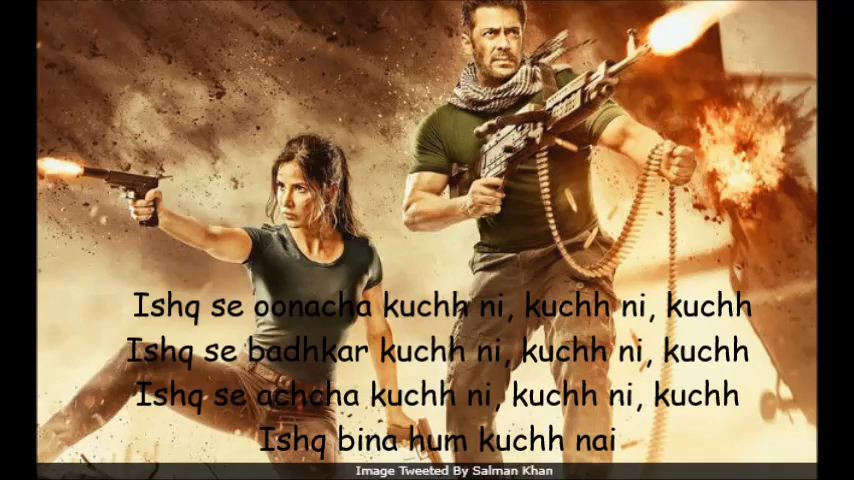 Ishq se oonacha kuchh ni, kuchh ni, kuchh
Ishq se badhkar kuchh ni, kuchh ni, kuchh
Ishq se achcha kuchh ni, kuchh ni, kuchh
Ishq bina hum kuchh nai
Image Tweeted By Salman Khan